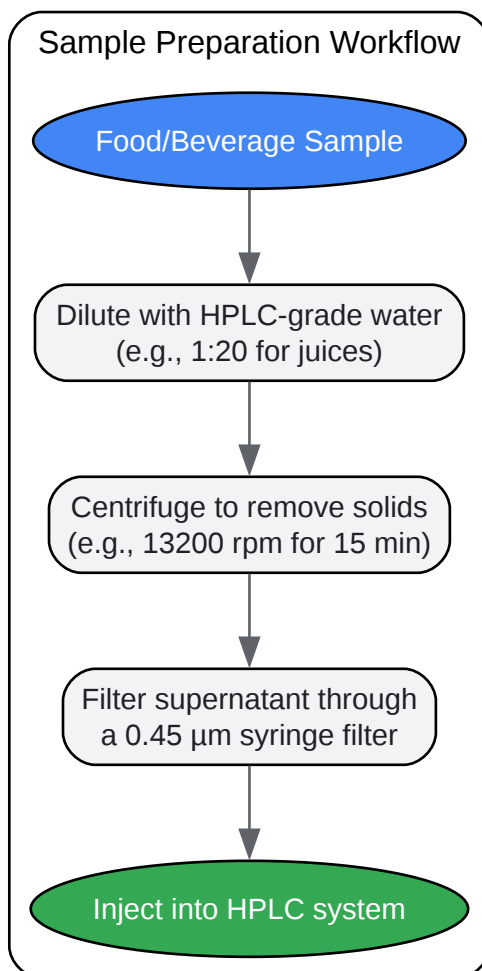 Sample Preparation Workflow
Food/Beverage Sample
Dilute with HPLC-grade water
(e.g., 1:20 for juices)
Centrifuge to remove solids
(e.g., 13200 rpm for 15 min)
Filter supernatant through
a 0.45 µm syringe filter
Inject into HPLC system